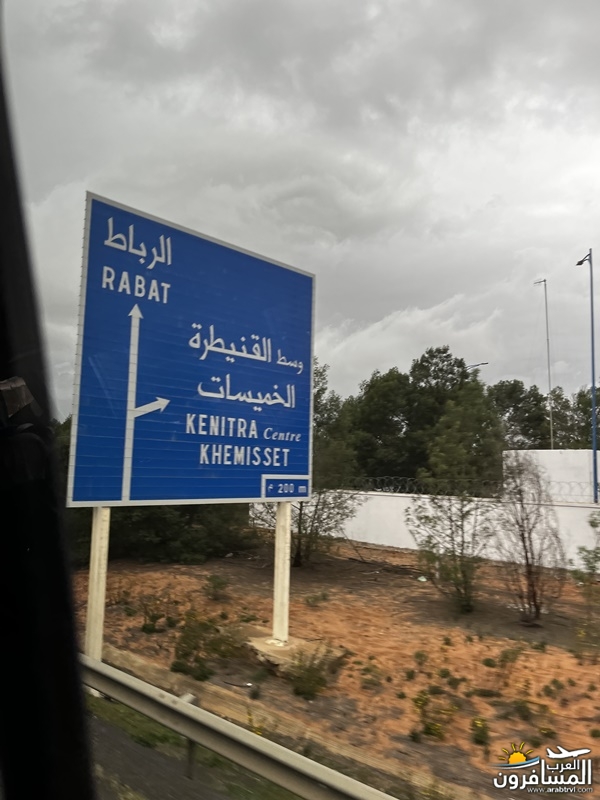 الرباط
RABAT
وسط القنيطرة
الخميسات
KENITRA Centre
KHEMISSET
م 200 m
العرب
المسافرون
www.arabtrvl.com